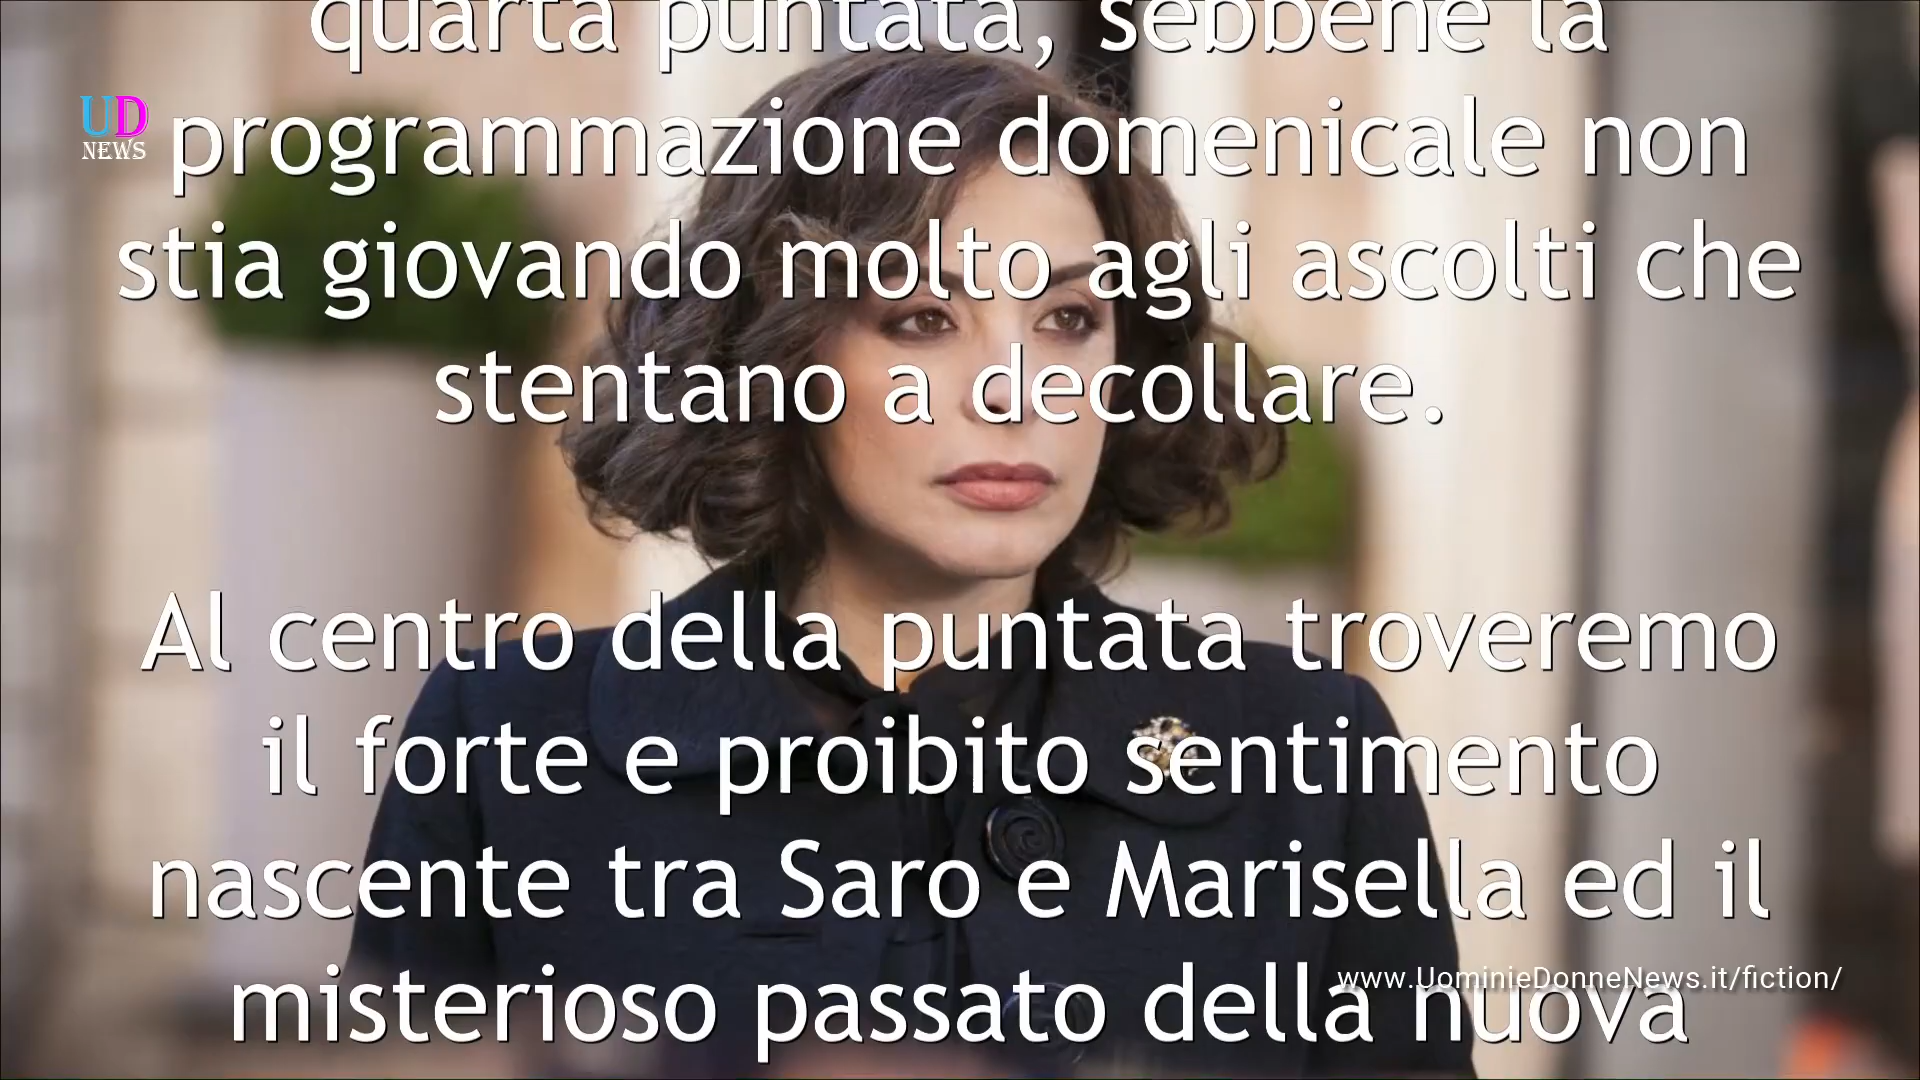 quarta puntata, sebbene la
UD
NEWS
programmazione domenicale non
stia giovando molto agli ascolti che
stentano a decollare.
Al centro della puntata troveremo
il forte e proibito sentimento
nascente tra Saro e Marisella ed il
misterioso passato della nuova
www.UominieDonneNews.it/fiction/